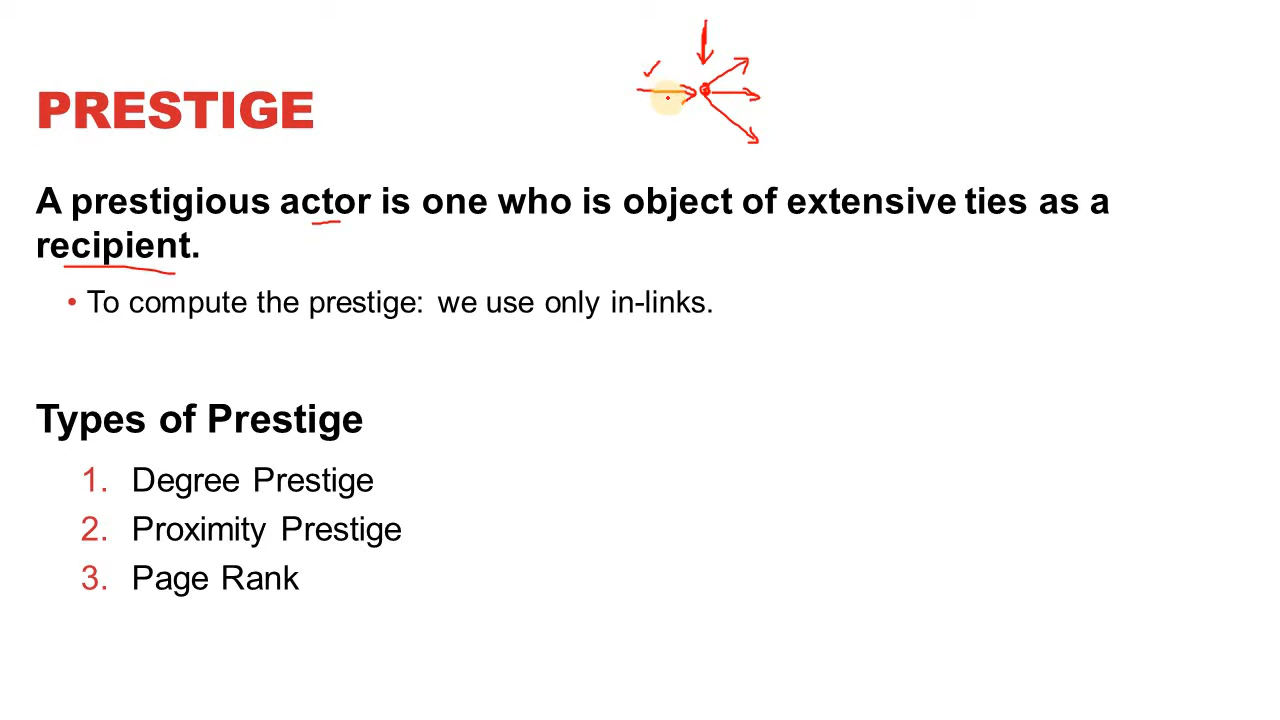 PRESTIGE
A prestigious actor is one who is object of extensive ties as a
recipient.
• To compute the prestige: we use only in-links.
Types of Prestige
1. Degree Prestige
2. Proximity Prestige
3. Page Rank